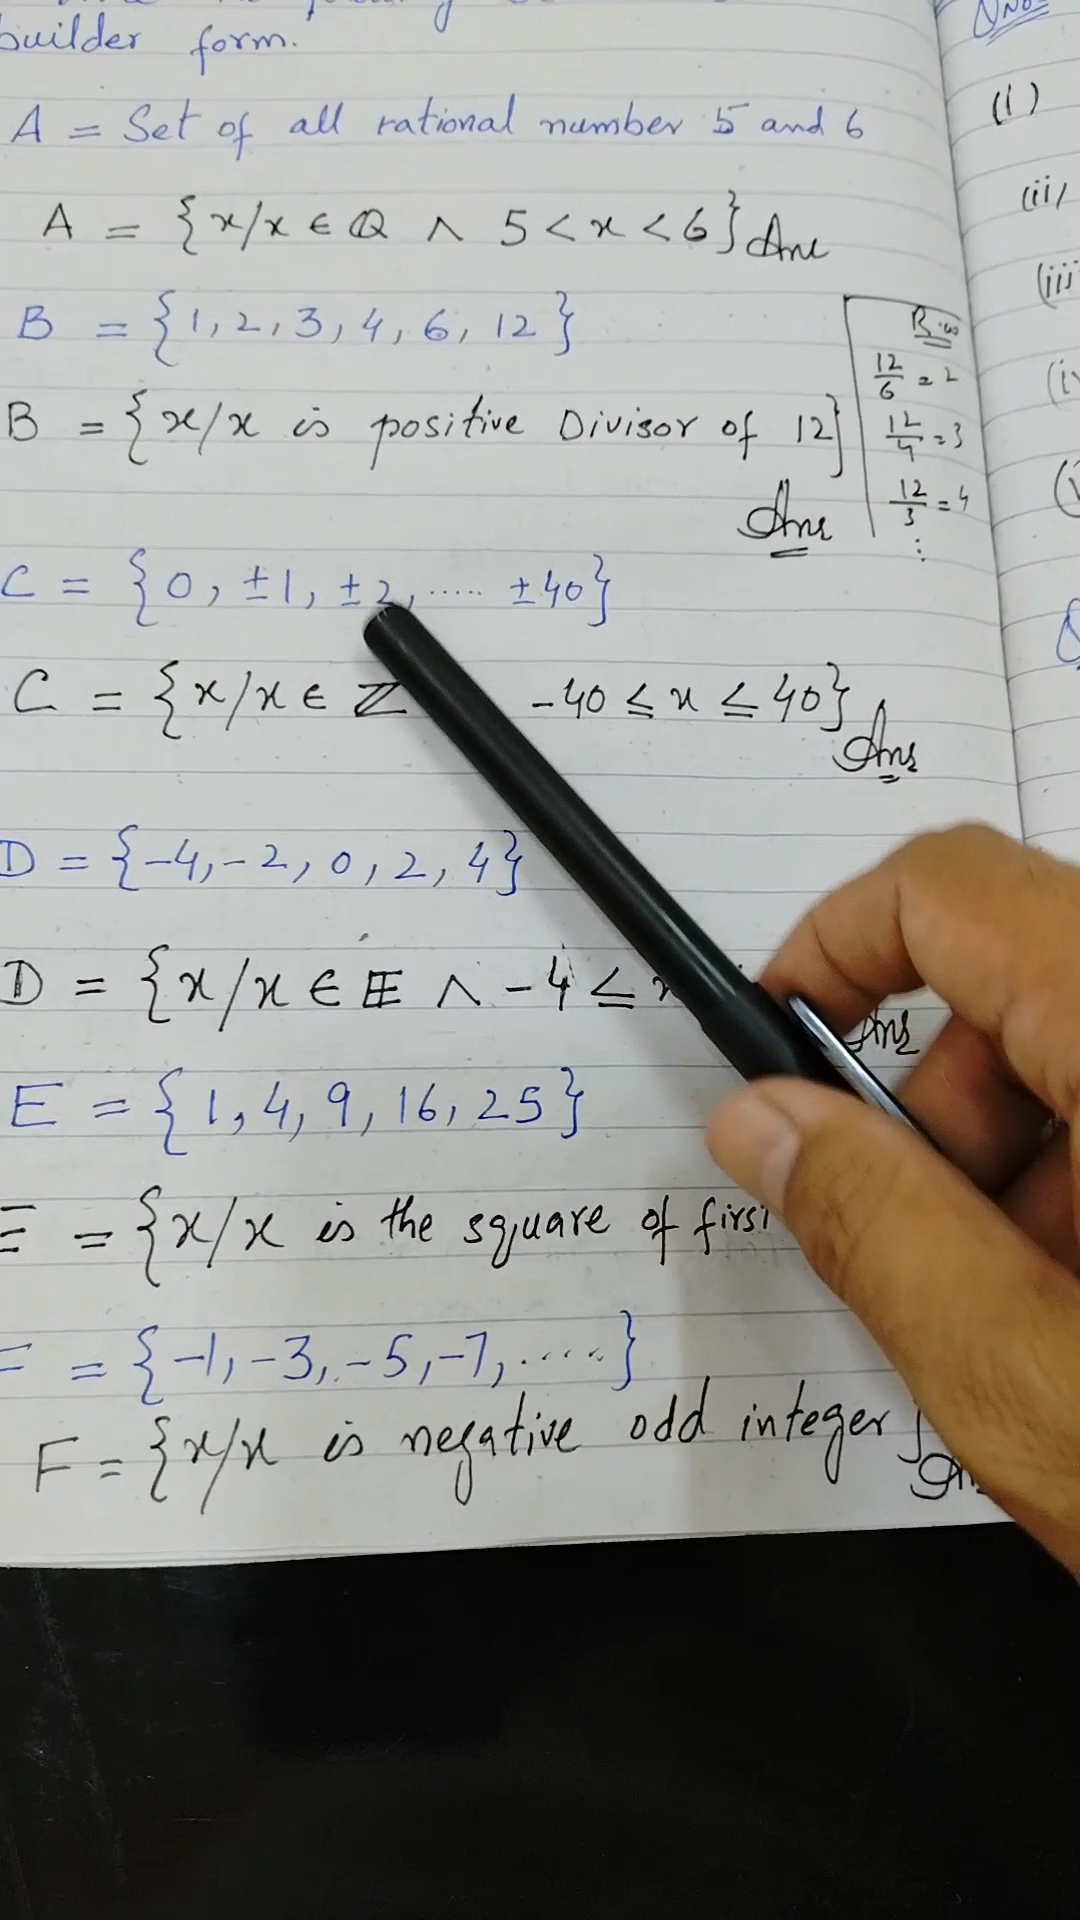 builder form.
A = Set of all rational number 5 and 6
A = {x/x ∈ Q ∧ 5 < x < 6} Ans
B = {1, 2, 3, 4, 6, 12}
B = {x/x is positive Divisor of 12}
Ans
R.w
12/6 = 2
12/4 = 3
12/3 = 4
⋮
C = {0, ±1, ±2, ..... ±40}
C = {x/x ∈ Z -40 ≤ x ≤ 40}
Ans
D = {-4, -2, 0, 2, 4}
D = {x/x ∈ E ∧ -4 ≤ x
Ans
E = {1, 4, 9, 16, 25}
= {x/x is the square of first
= {-1, -3, -5, -7, .....}
F = {x/x is negative odd integer}
Ans
(i)
(ii)
(iii
(iv